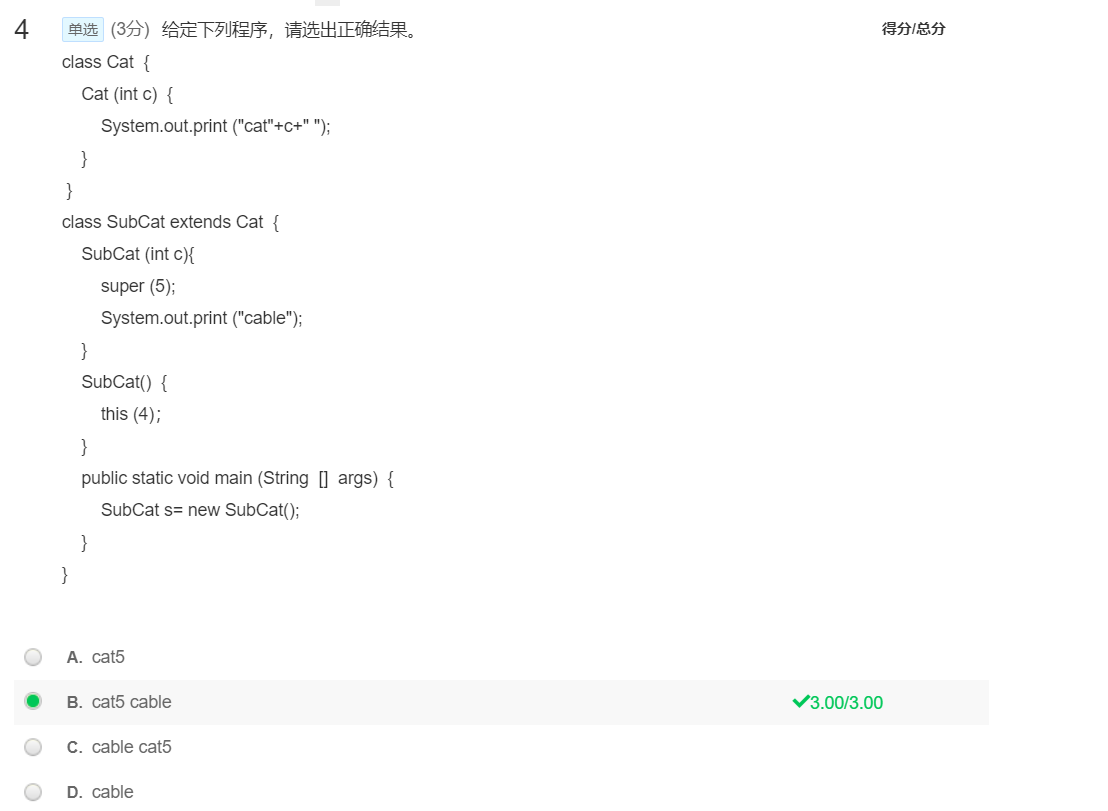 4 单选 (3分) 给定下列程序，请选出正确结果。 得分/总分
class Cat {
Cat (int c) {
System.out.print ("cat"+c+" ");
}
}
class SubCat extends Cat {
SubCat (int c){
super (5);
System.out.print ("cable");
}
SubCat() {
this (4);
}
public static void main (String [] args) {
SubCat s= new SubCat();
}
}
A. cat5
B. cat5 cable 3.00/3.00
C. cable cat5
D. cable